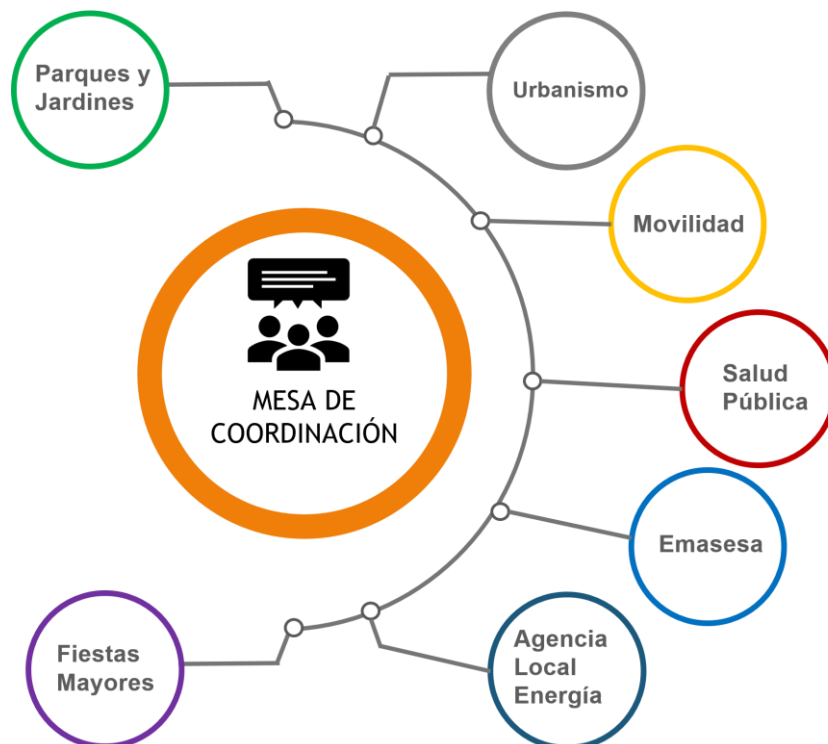 Parques y
Jardines
Urbanismo
Movilidad
MESA DE
COORDINACIÓN
Salud
Pública
Emasesa
Agencia
Local
Energía
Fiestas
Mayores